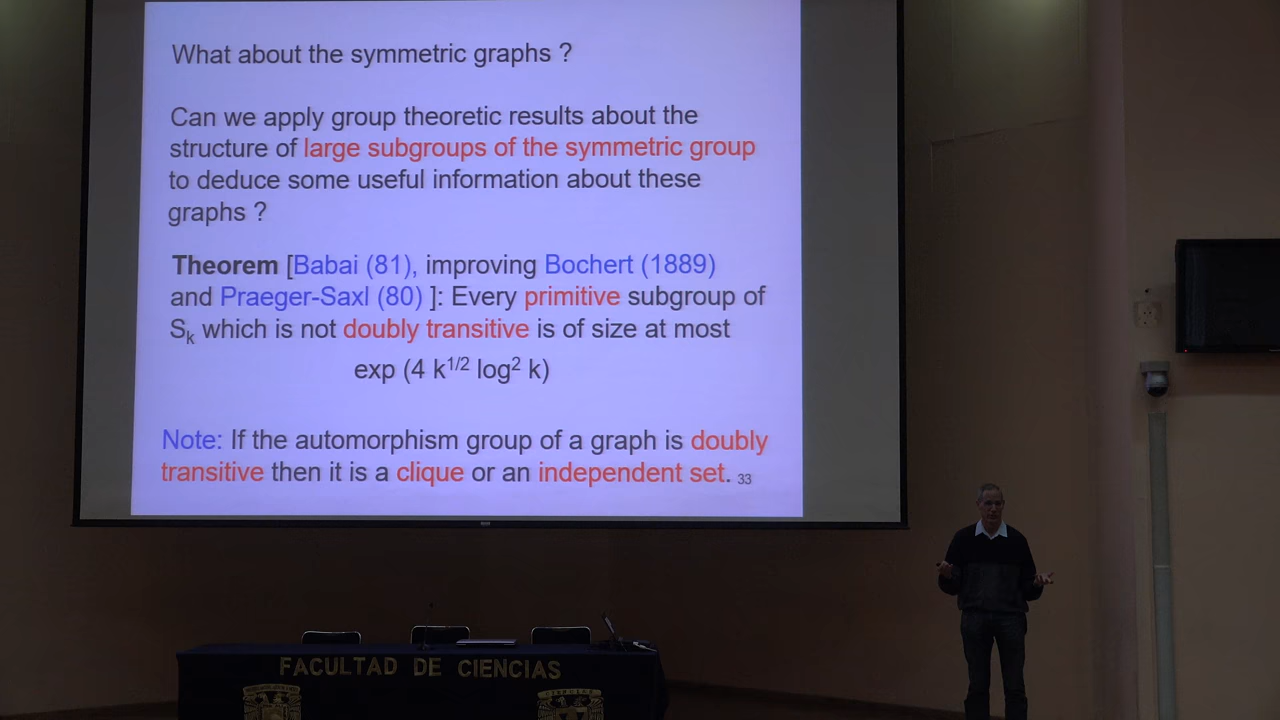 What about the symmetric graphs ?
Can we apply group theoretic results about the
structure of large subgroups of the symmetric group
to deduce some useful information about these
graphs ?
Theorem [Babai (81), improving Bochert (1889)
and Praeger-Saxl (80) ]: Every primitive subgroup of
Sₖ which is not doubly transitive is of size at most
exp (4 k^1/2 log² k)
Note: If the automorphism group of a graph is doubly
transitive then it is a clique or an independent set. 33
FACULTAD DE CIENCIAS